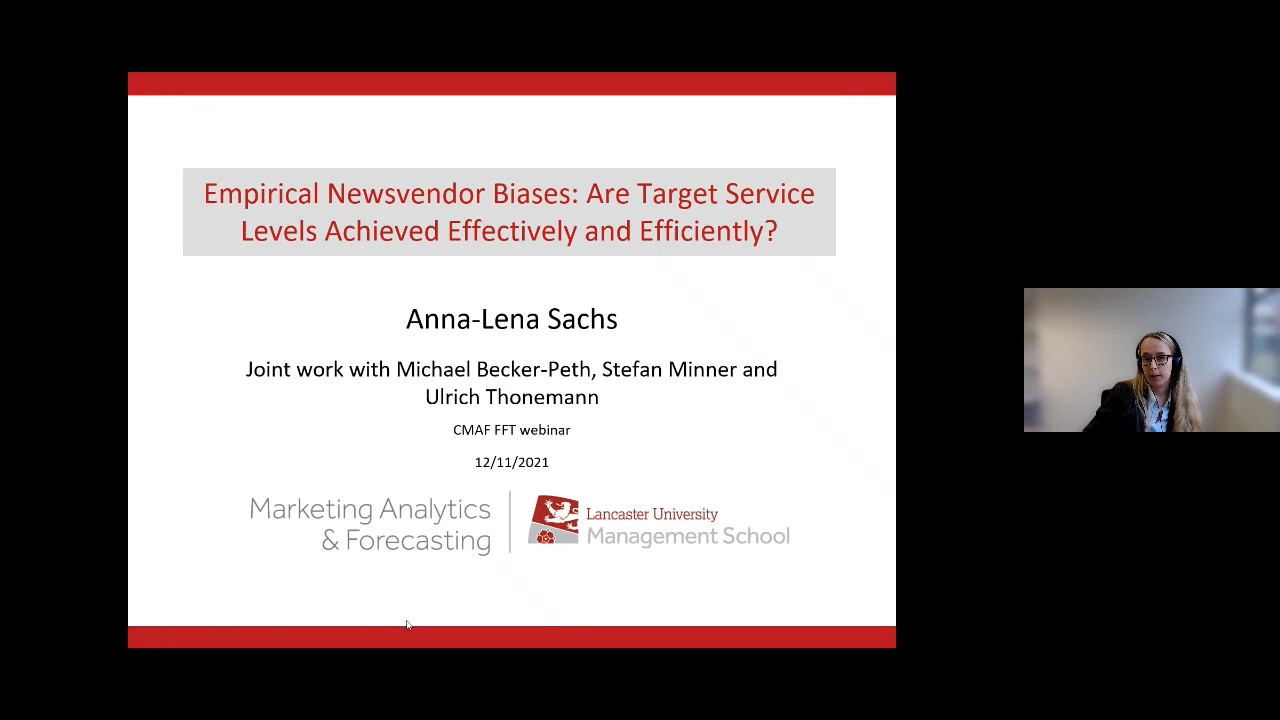 Empirical Newsvendor Biases: Are Target Service
Levels Achieved Effectively and Efficiently?
Anna-Lena Sachs
Joint work with Michael Becker-Peth, Stefan Minner and
Ulrich Thonemann
CMAF FFT webinar
12/11/2021
Marketing Analytics
& Forecasting
Lancaster University
Management School